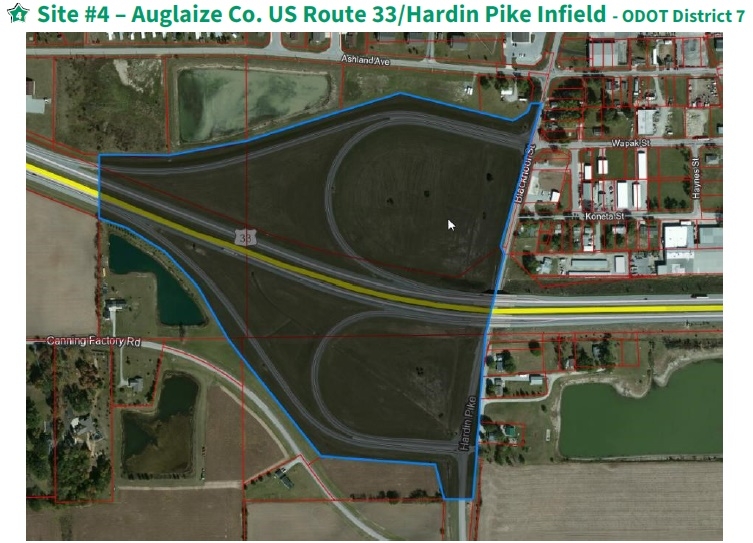 Site #4 – Auglaize Co. US Route 33/Hardin Pike Infield - ODOT District 7
Ashland Ave
Wapak St
Blackhoof St
Haynes St
Koneta St
33
Canning Factory Rd
Hardin Pike